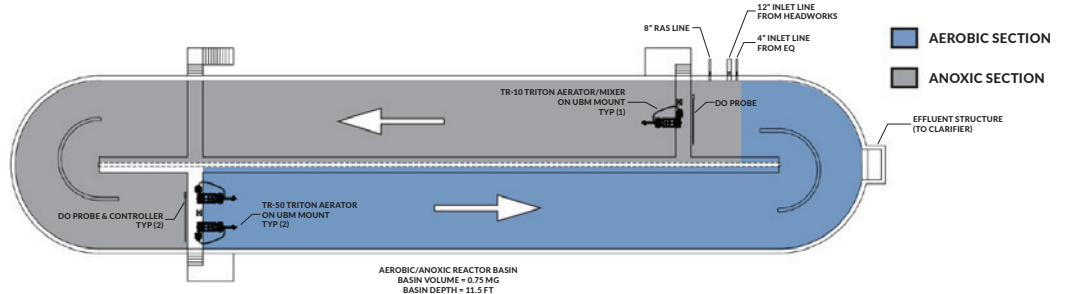 8" RAS LINE
12" INLET LINE
FROM HEADWORKS
4" INLET LINE
FROM EQ
AEROBIC SECTION
ANOXIC SECTION
TR-10 TRITON AERATOR/MIXER
ON UBM MOUNT
TYP (1)
DO PROBE
EFFLUENT STRUCTURE
(TO CLARIFIER)
DO PROBE & CONTROLLER
TYP (2)
TR-50 TRITON AERATOR
ON UBM MOUNT
TYP (2)
AEROBIC/ANOXIC REACTOR BASIN
BASIN VOLUME = 0.75 MG
BASIN DEPTH = 11.5 FT